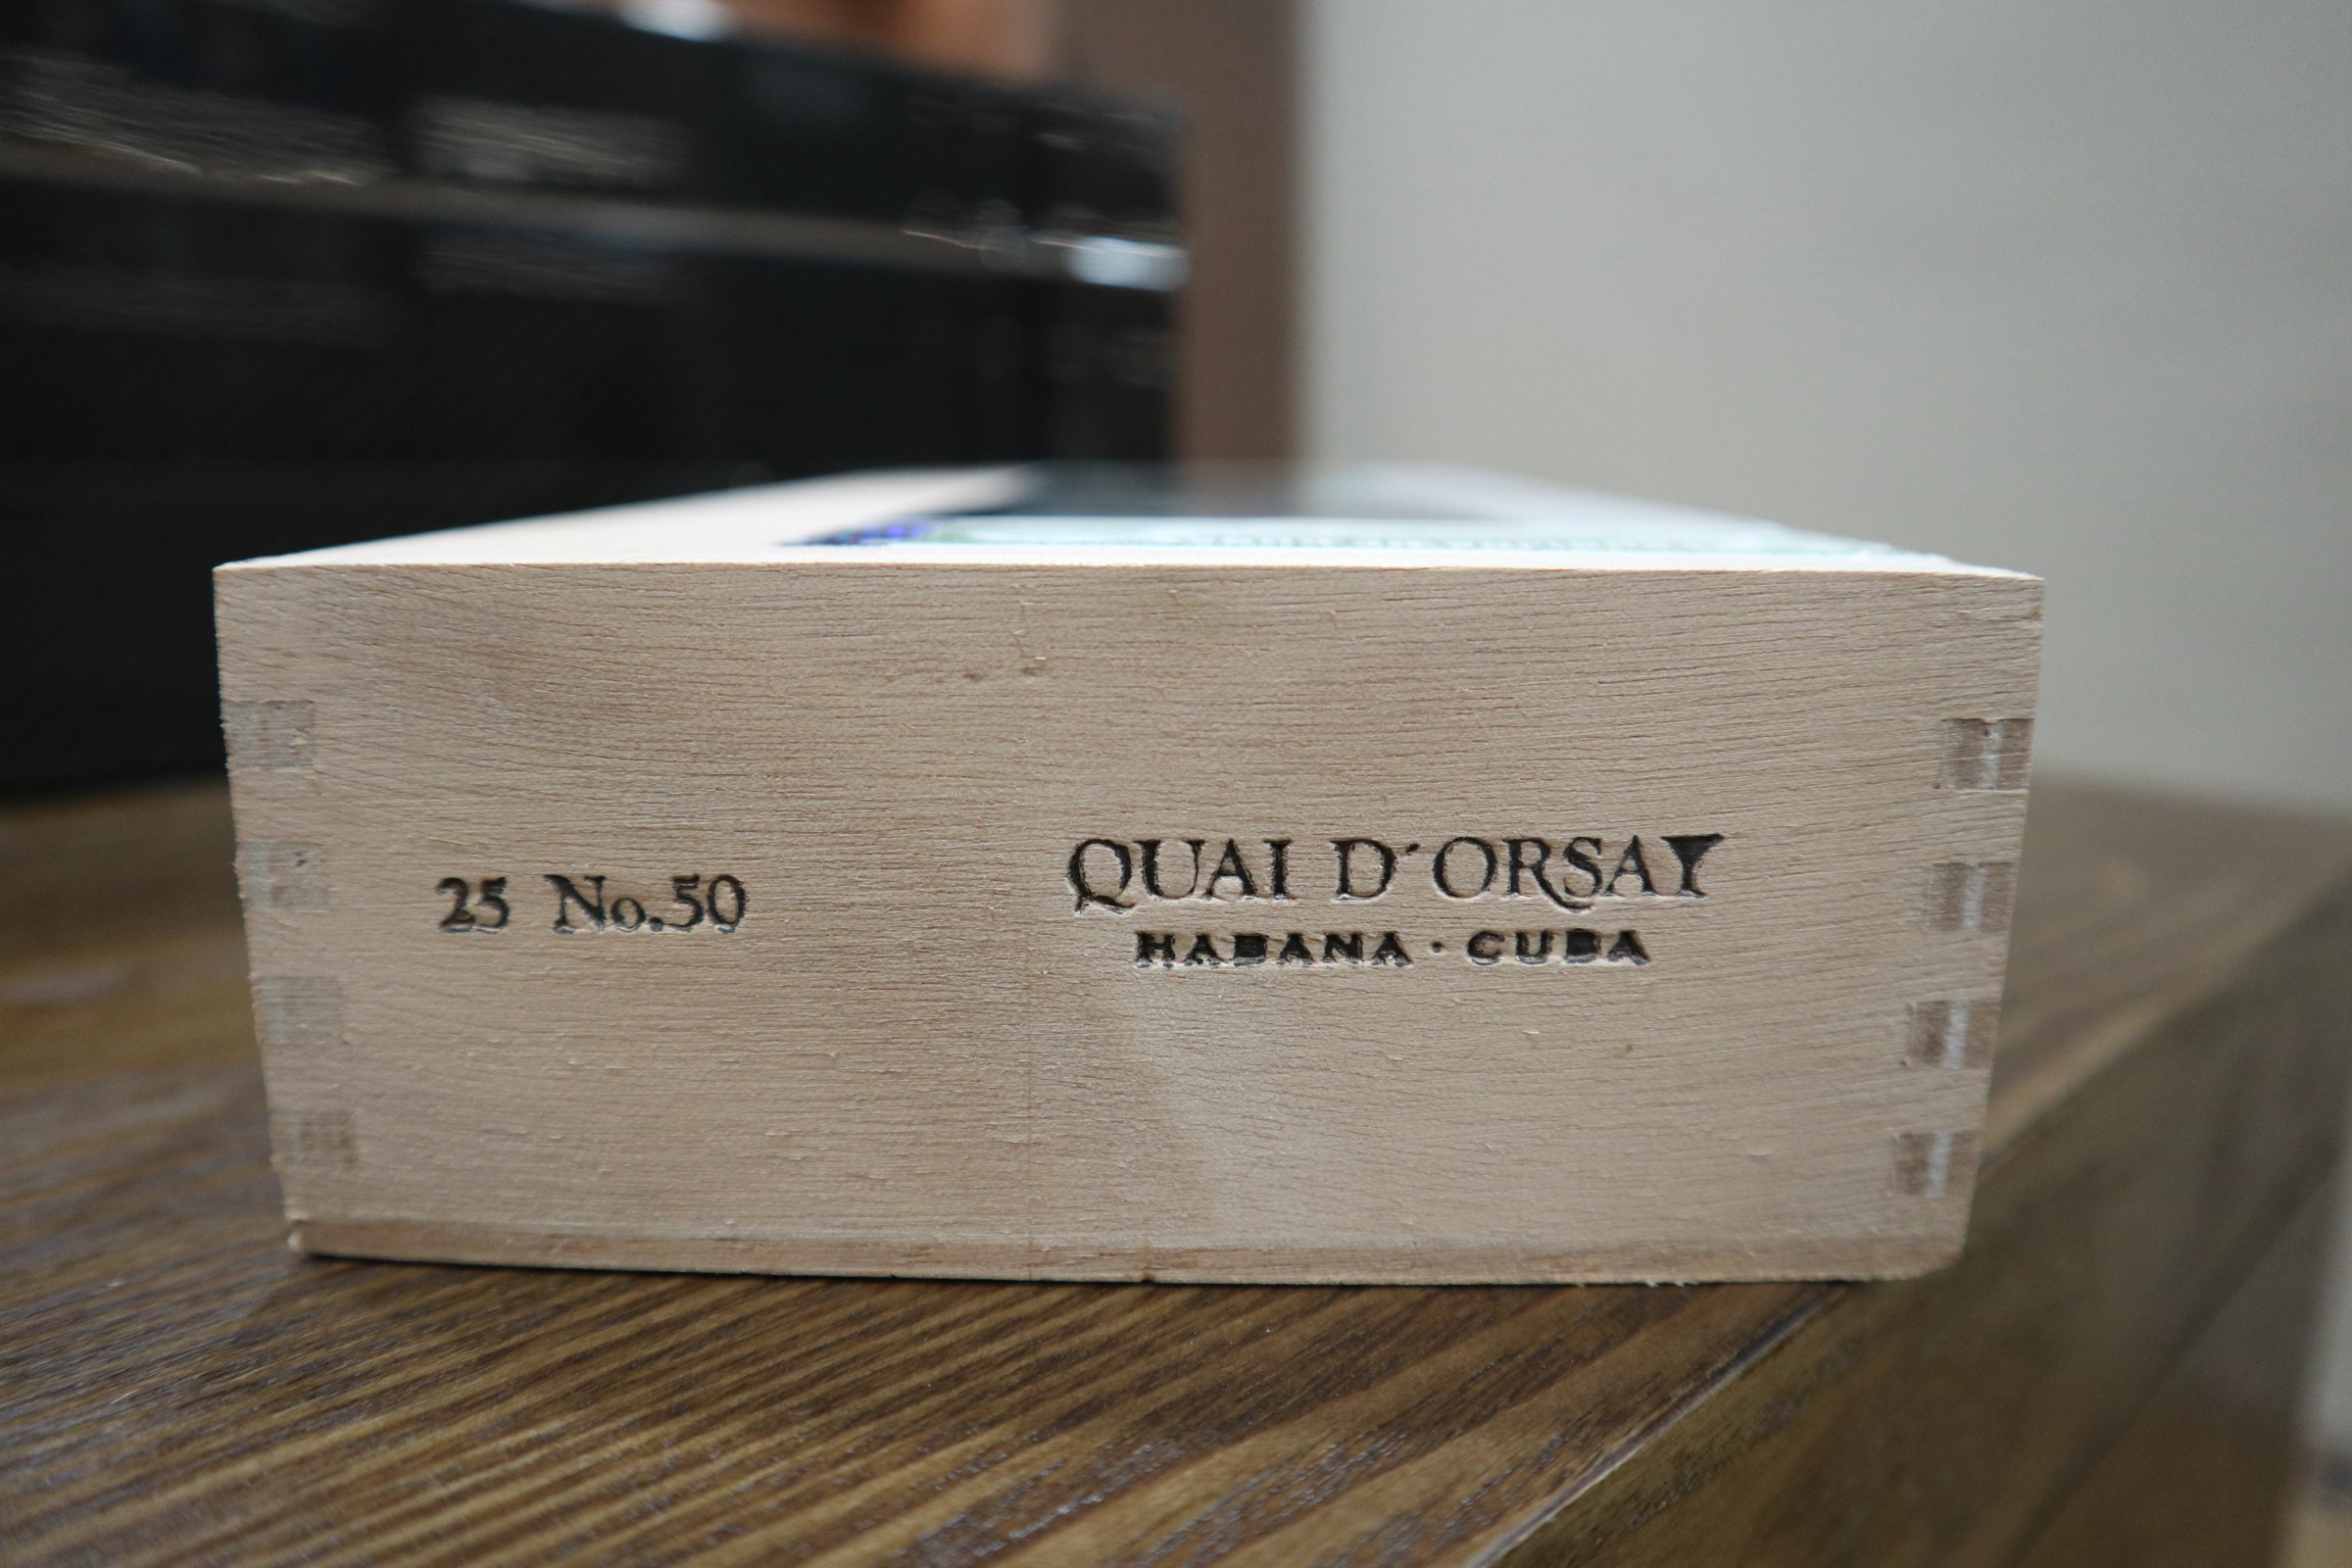 25 No.50
QUAI D´ORSAY
HABANA · CUBA